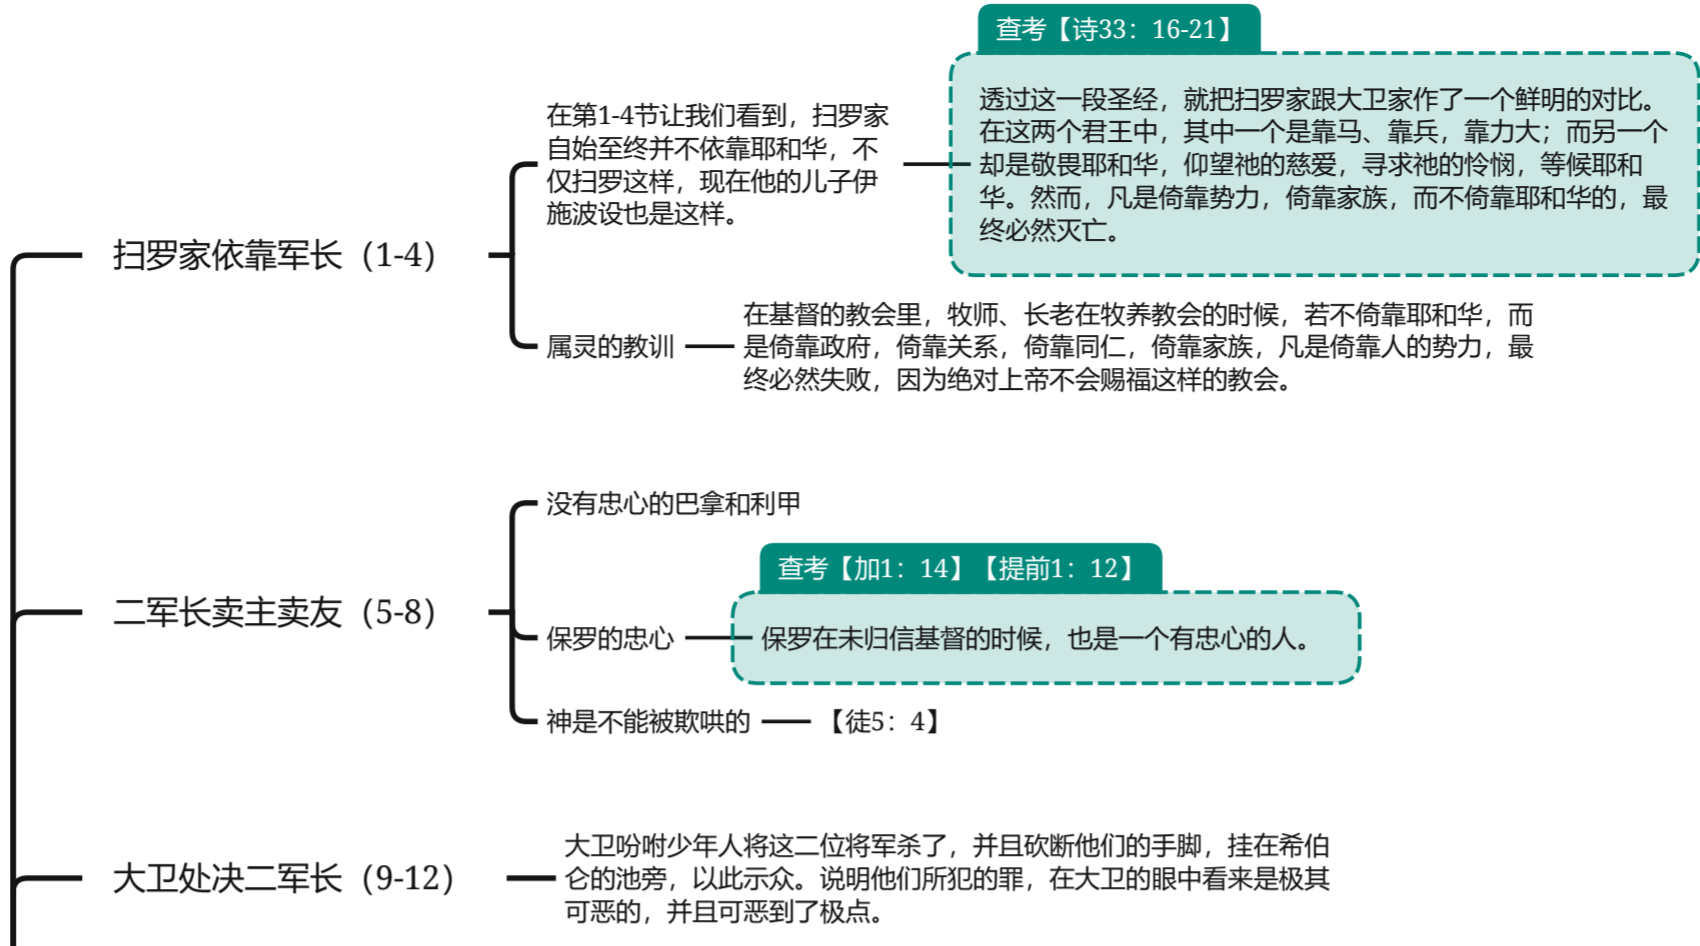 查考【诗33：16-21】
在第1-4节让我们看到，扫罗家
自始至终并不依靠耶和华，不
仅扫罗这样，现在他的儿子伊
施波设也是这样。
透过这一段圣经，就把扫罗家跟大卫家作了一个鲜明的对比。
在这两个君王中，其中一个是靠马、靠兵，靠力大；而另一个
却是敬畏耶和华，仰望祂的慈爱，寻求祂的怜悯，等候耶和
华。然而，凡是倚靠势力，倚靠家族，而不倚靠耶和华的，最
终必然灭亡。
扫罗家依靠军长（1-4）
属灵的教训
在基督的教会里，牧师、长老在牧养教会的时候，若不倚靠耶和华，而
是倚靠政府，倚靠关系，倚靠同仁，倚靠家族，凡是倚靠人的势力，最
终必然失败，因为绝对上帝不会赐福这样的教会。
没有忠心的巴拿和利甲
查考【加1：14】【提前1：12】
二军长卖主卖友（5-8）
保罗的忠心
保罗在未归信基督的时候，也是一个有忠心的人。
神是不能被欺哄的
【徒5：4】
大卫处决二军长（9-12）
大卫吩咐少年人将这二位将军杀了，并且砍断他们的手脚，挂在希伯
仑的池旁，以此示众。说明他们所犯的罪，在大卫的眼中看来是极其
可恶的，并且可恶到了极点。